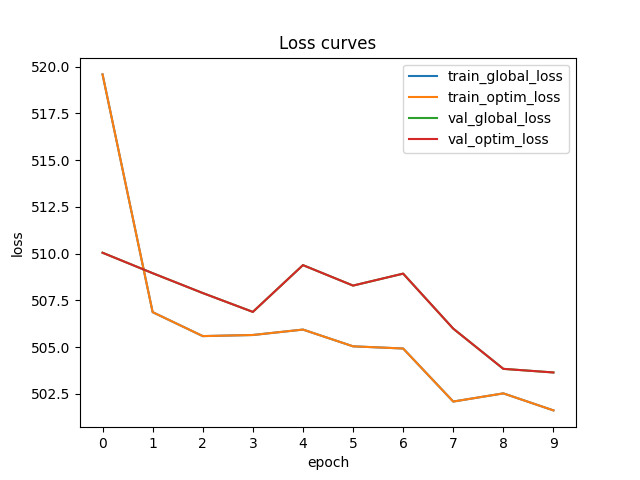 Loss curves
520.0
517.5
515.0
512.5
510.0
507.5
505.0
502.5
loss
train_global_loss
train_optim_loss
val_global_loss
val_optim_loss
0 1 2 3 4 5 6 7 8 9
epoch